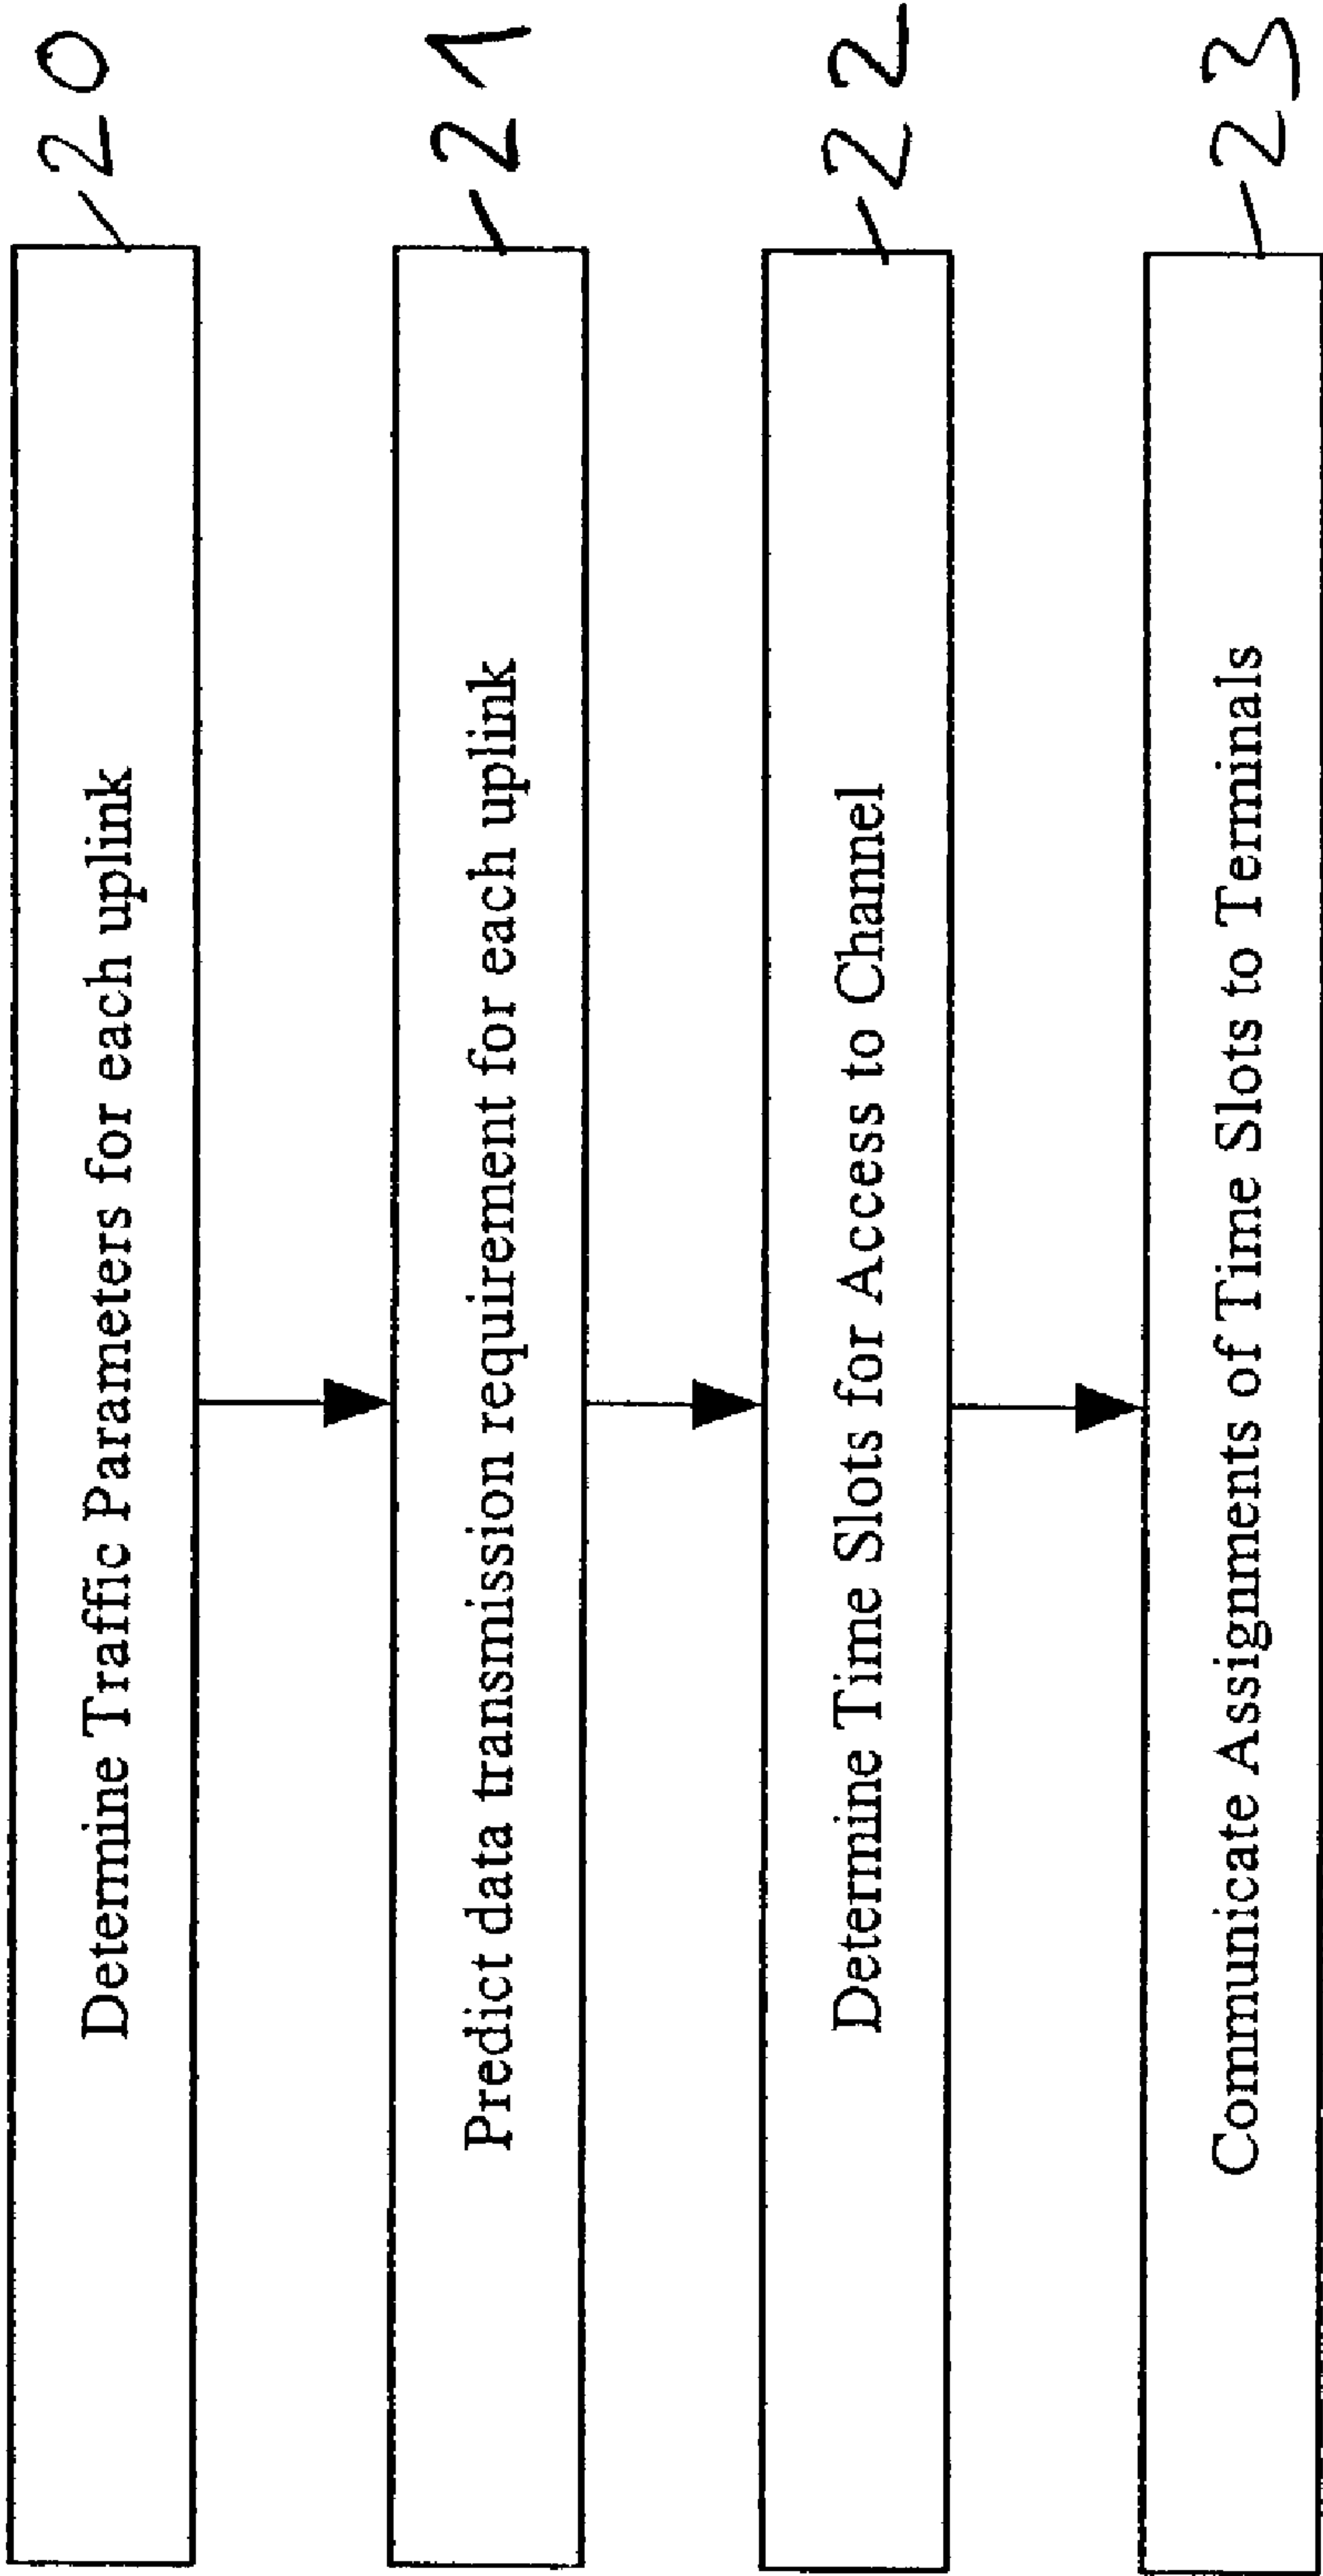 Determine Traffic Parameters for each uplink
20
Predict data transmission requirement for each uplink
21
Determine Time Slots for Access to Channel
22
Communicate Assignments of Time Slots to Terminals
23